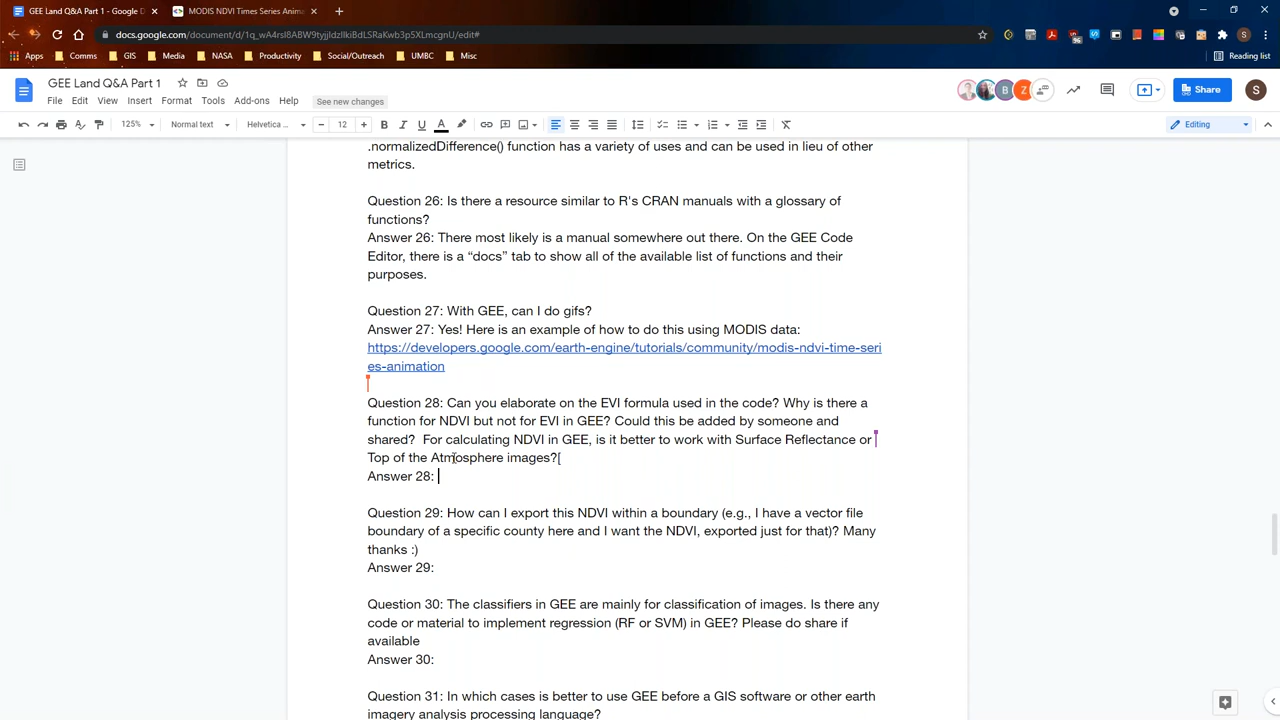 GEE Land Q&A Part 1 - Google D
MODIS NDVI Times Series Anima
docs.google.com/document/d/1q_wA4rsI8ABW9tyjjIdzIlkiBdLSRaKwb3p5XLmcgnU/edit#
Apps Comms GIS Media NASA Productivity Social/Outreach UMBC Misc Reading list
GEE Land Q&A Part 1
B Z Share S
File Edit View Insert Format Tools Add-ons Help See new changes
125% Normal text Helvetica ... 12 B I U A Editing
.normalizedDifference() function has a variety of uses and can be used in lieu of other
metrics.
Question 26: Is there a resource similar to R's CRAN manuals with a glossary of
functions?
Answer 26: There most likely is a manual somewhere out there. On the GEE Code
Editor, there is a “docs” tab to show all of the available list of functions and their
purposes.
Question 27: With GEE, can I do gifs?
Answer 27: Yes! Here is an example of how to do this using MODIS data:
https://developers.google.com/earth-engine/tutorials/community/modis-ndvi-time-seri
es-animation
Question 28: Can you elaborate on the EVI formula used in the code? Why is there a
function for NDVI but not for EVI in GEE? Could this be added by someone and
shared?  For calculating NDVI in GEE, is it better to work with Surface Reflectance or
Top of the Atmosphere images?[
Answer 28:
Question 29: How can I export this NDVI within a boundary (e.g., I have a vector file
boundary of a specific county here and I want the NDVI, exported just for that)? Many
thanks :)
Answer 29:
Question 30: The classifiers in GEE are mainly for classification of images. Is there any
code or material to implement regression (RF or SVM) in GEE? Please do share if
available
Answer 30:
Question 31: In which cases is better to use GEE before a GIS software or other earth
imagery analysis processing language?